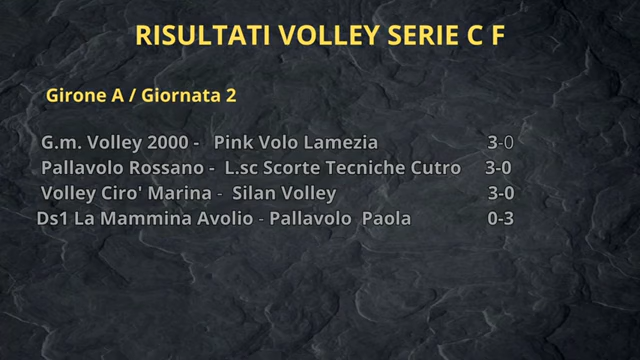 RISULTATI VOLLEY SERIE C F
Girone A / Giornata 2
G.m. Volley 2000 - Pink Volo Lamezia 3-0
Pallavolo Rossano - L.sc Scorte Tecniche Cutro 3-0
Volley Ciro' Marina - Silan Volley 3-0
Ds1 La Mammina Avolio - Pallavolo Paola 0-3